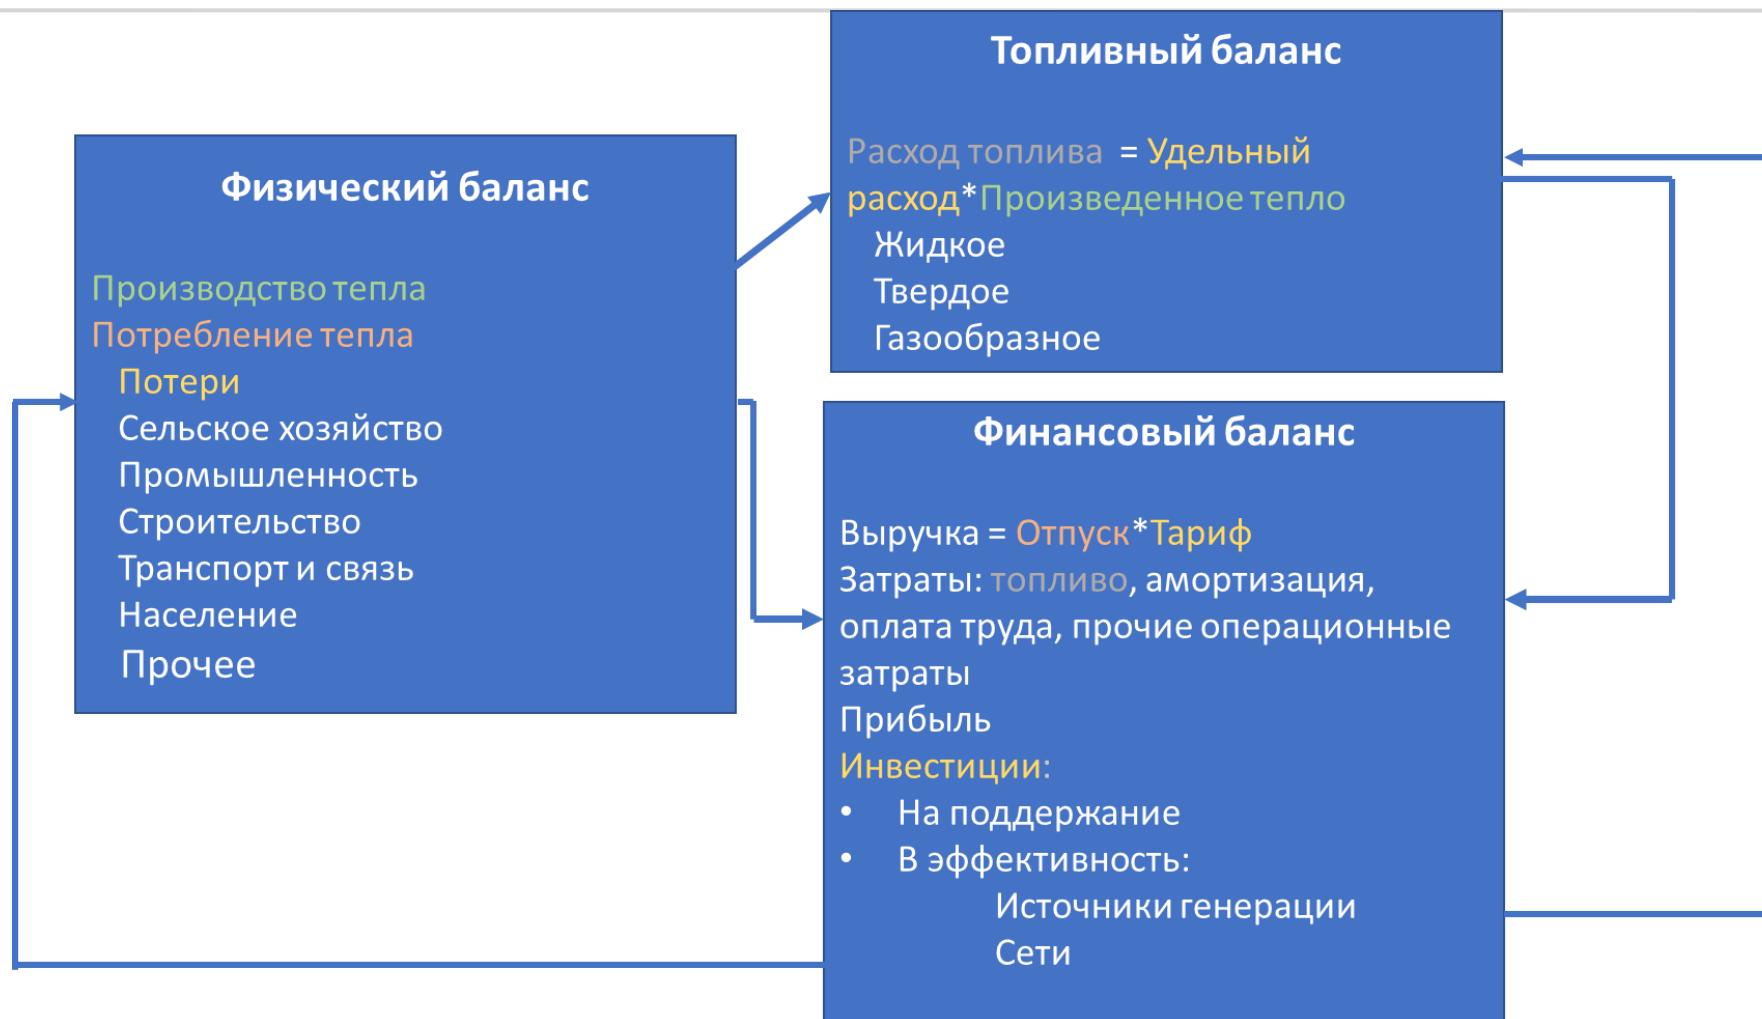 Физический баланс
Производство тепла
Потребление тепла
Потери
Сельское хозяйство
Промышленность
Строительство
Транспорт и связь
Население
Прочее
Топливный баланс
Расход топлива = Удельный
расход*Произведенное тепло
Жидкое
Твердое
Газообразное
Финансовый баланс
Выручка = Отпуск*Тариф
Затраты: топливо, амортизация,
оплата труда, прочие операционные
затраты
Прибыль
Инвестиции:
• На поддержание
• В эффективность:
Источники генерации
Сети